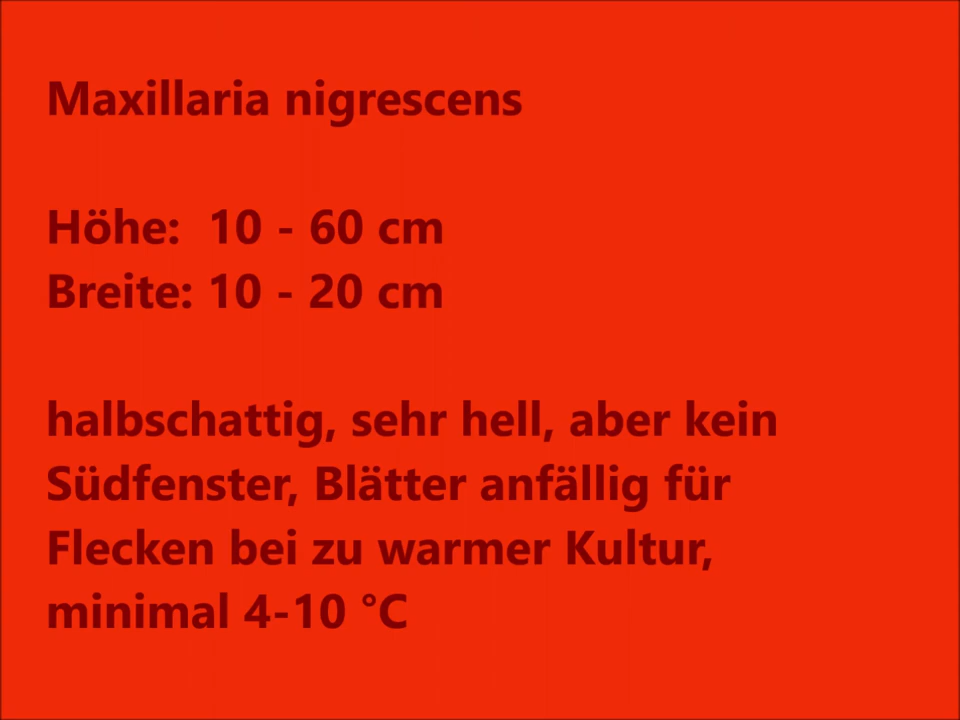 Maxillaria nigrescens
Höhe:  10 - 60 cm
Breite: 10 - 20 cm
halbschattig, sehr hell, aber kein
Südfenster, Blätter anfällig für
Flecken bei zu warmer Kultur,
minimal 4-10 °C